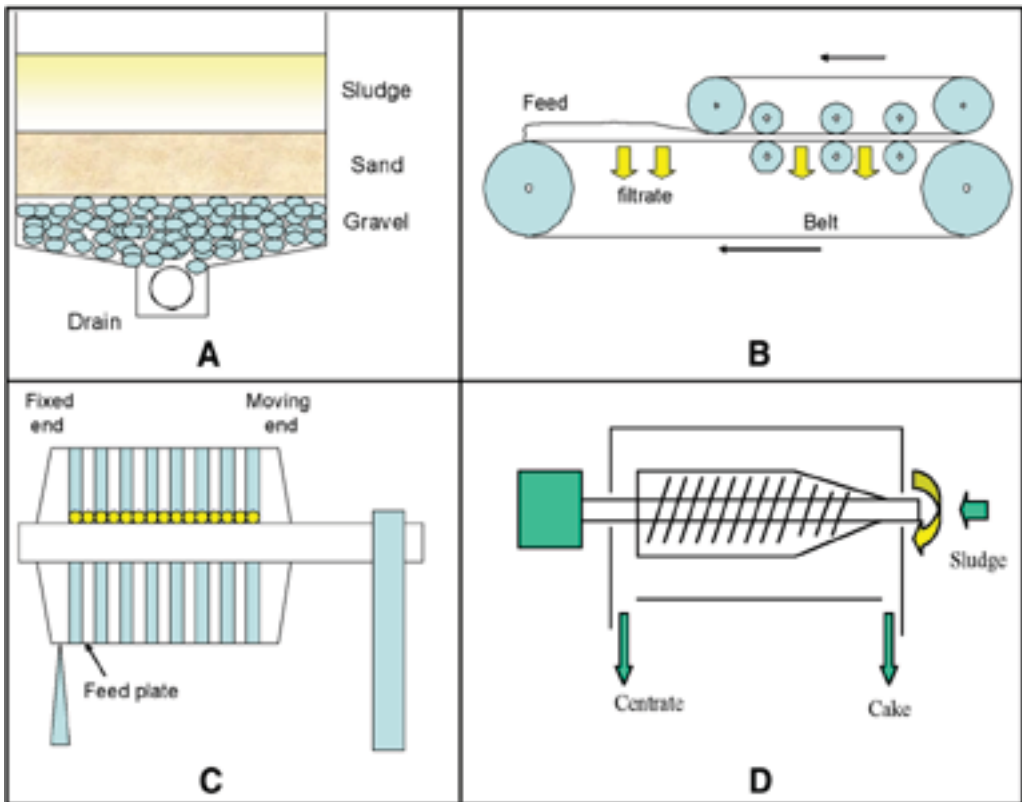 Sludge
Sand
Gravel
Drain
A
Feed
filtrate
Belt
B
Fixed
end
Moving
end
Feed plate
C
Sludge
Centrate
Cake
D